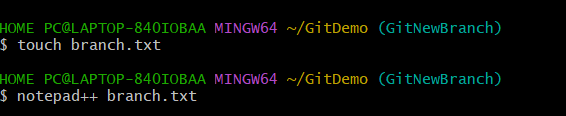 HOME PC@LAPTOP-840IOBAA MINGW64 ~/GitDemo (GitNewBranch)
$ touch branch.txt
HOME PC@LAPTOP-840IOBAA MINGW64 ~/GitDemo (GitNewBranch)
$ notepad++ branch.txt